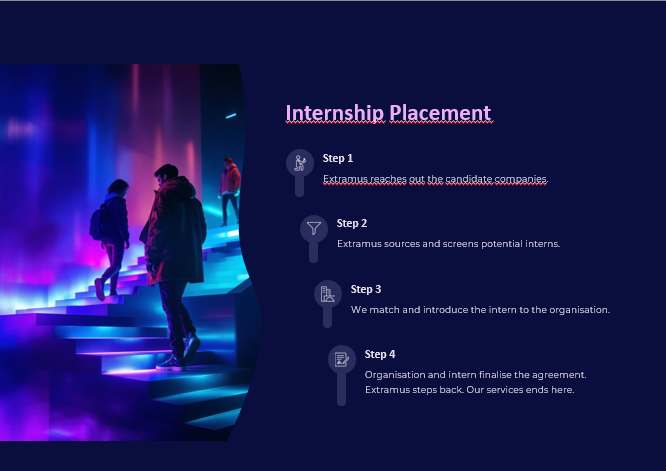 Internship Placement
Step 1
Extramus reaches out the candidate companies.
Step 2
Extramus sources and screens potential interns.
Step 3
We match and introduce the intern to the organisation.
Step 4
Organisation and intern finalise the agreement.
Extramus steps back. Our services ends here.